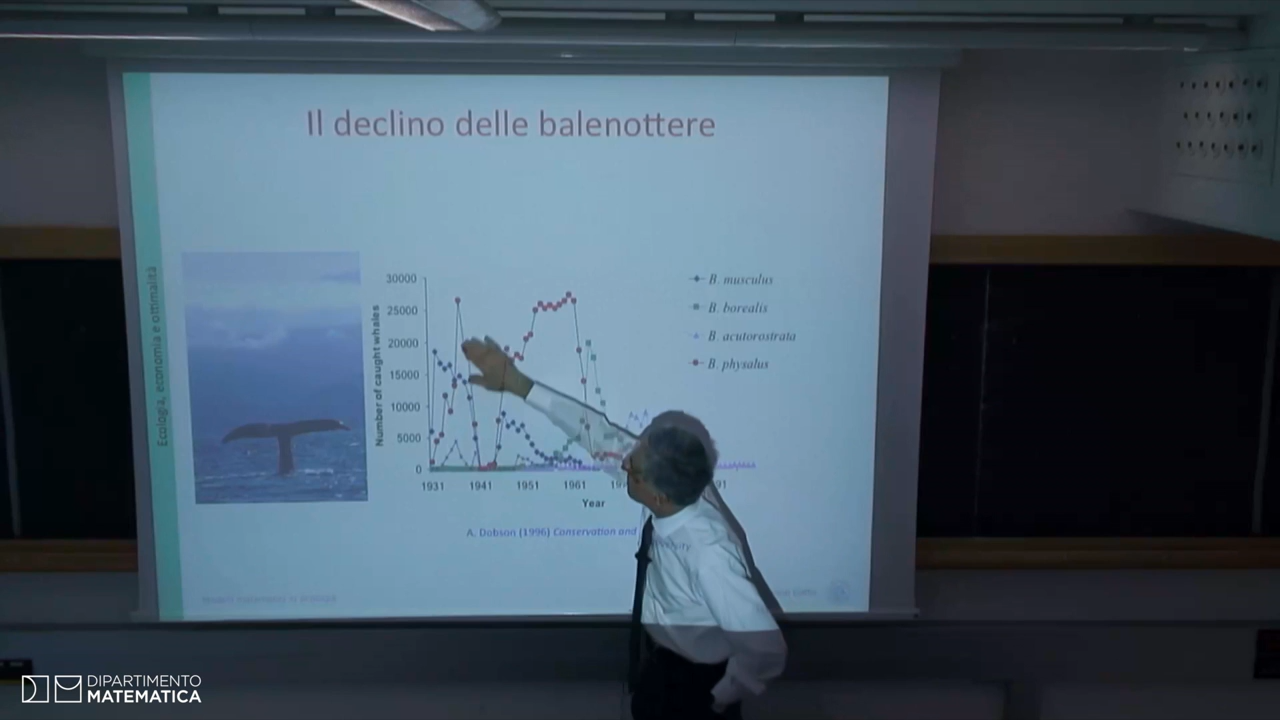 Il declino delle balenottere
Ecologia, economia e ottimalità
30000
25000
20000
15000
10000
5000
0
Number of caught whales
1931 1941 1951 1961
Year
B. musculus
B. borealis
B. acutorostrata
B. physalus
A. Dobson (1996) Conservation and
DIPARTIMENTO
MATEMATICA